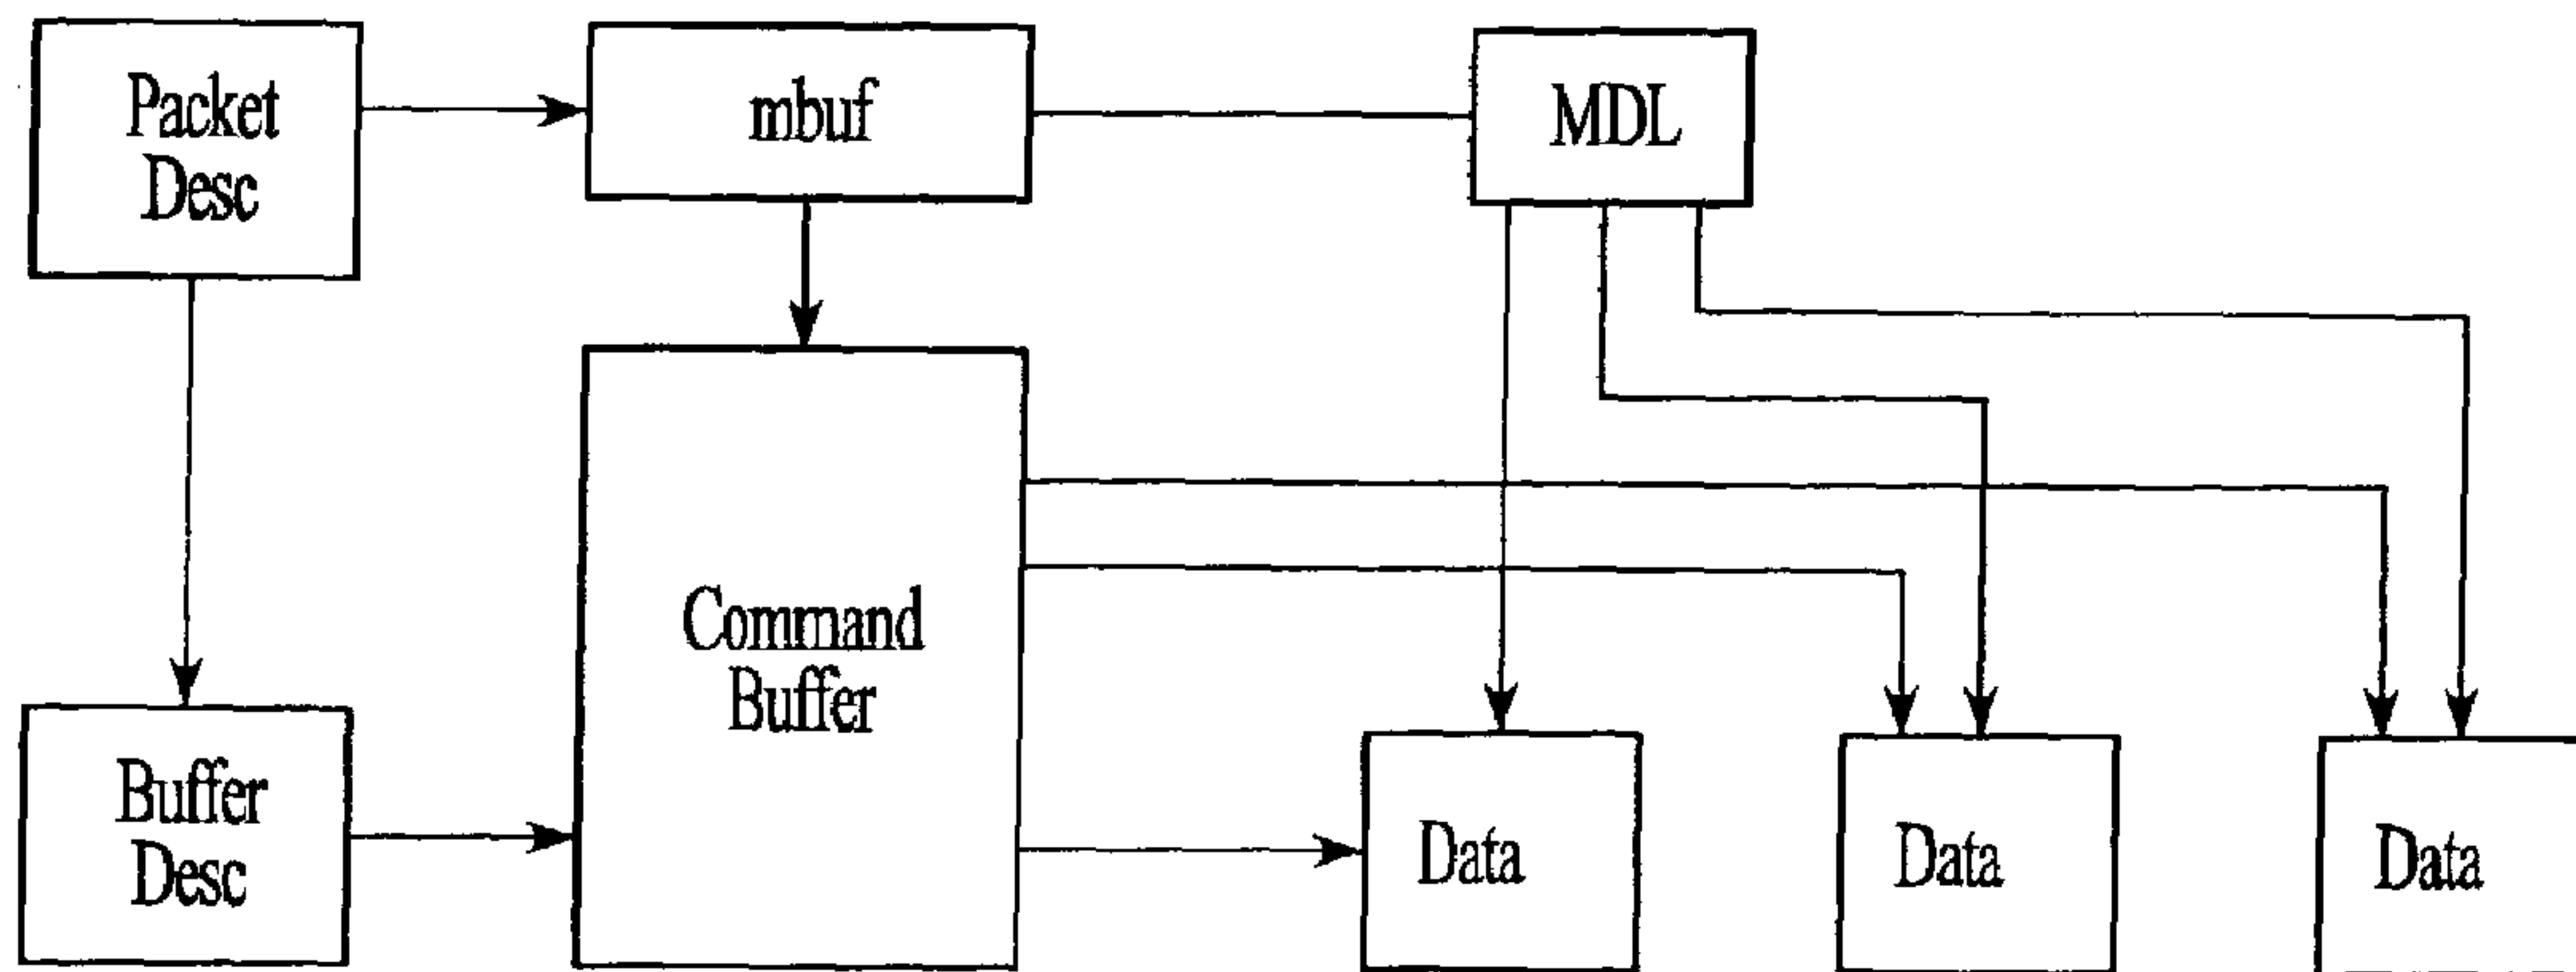 Packet
Desc
mbuf
MDL
Command
Buffer
Buffer
Desc
Data
Data
Data